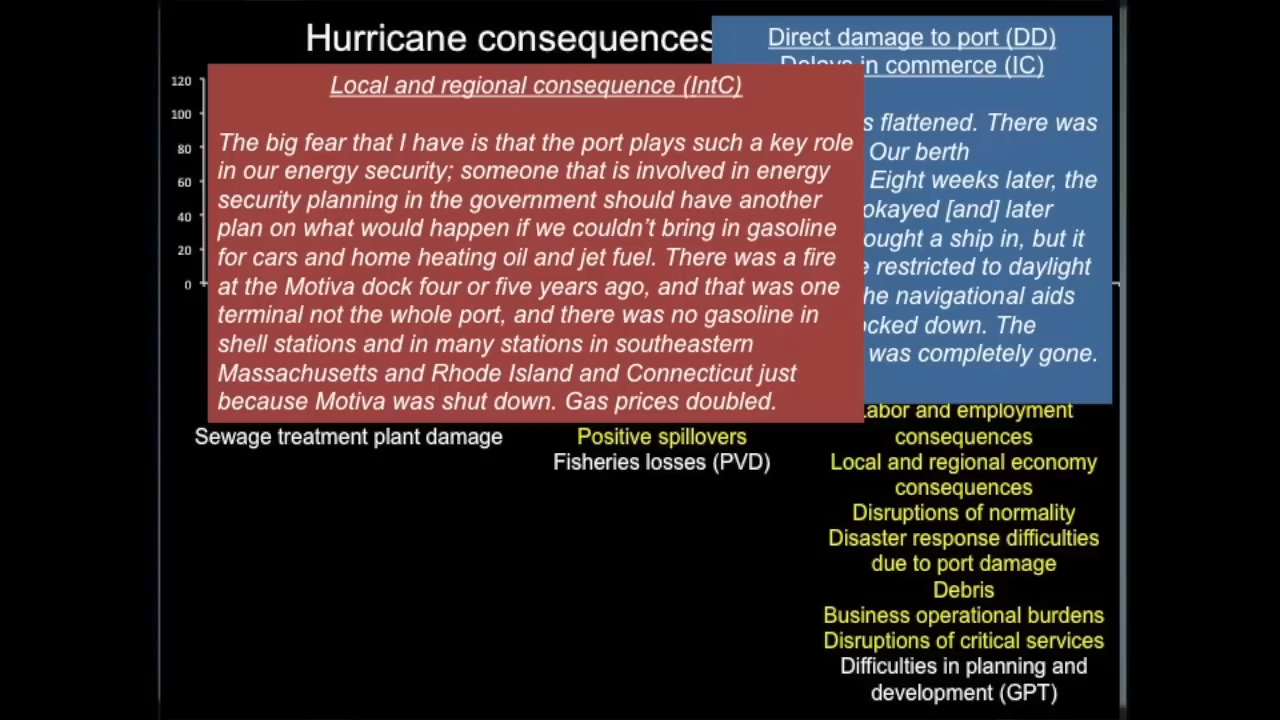 Hurricane consequences
Direct damage to port (DD)
in commerce (IC)
flattened. There was
Our berth
Eight weeks later, the
okayed [and] later
a ship in, but it
restricted to daylight
navigational aids
down. The
was completely gone.
120
100
80
60
40
20
0
Local and regional consequence (IntC)
The big fear that I have is that the port plays such a key role
in our energy security; someone that is involved in energy
security planning in the government should have another
plan on what would happen if we couldn't bring in gasoline
for cars and home heating oil and jet fuel. There was a fire
at the Motiva dock four or five years ago, and that was one
terminal not the whole port, and there was no gasoline in
shell stations and in many stations in southeastern
Massachusetts and Rhode Island and Connecticut just
because Motiva was shut down. Gas prices doubled.
Sewage treatment plant damage
Positive spillovers
Fisheries losses (PVD)
Labor and employment
consequences
Local and regional economy
consequences
Disruptions of normality
Disaster response difficulties
due to port damage
Debris
Business operational burdens
Disruptions of critical services
Difficulties in planning and
development (GPT)